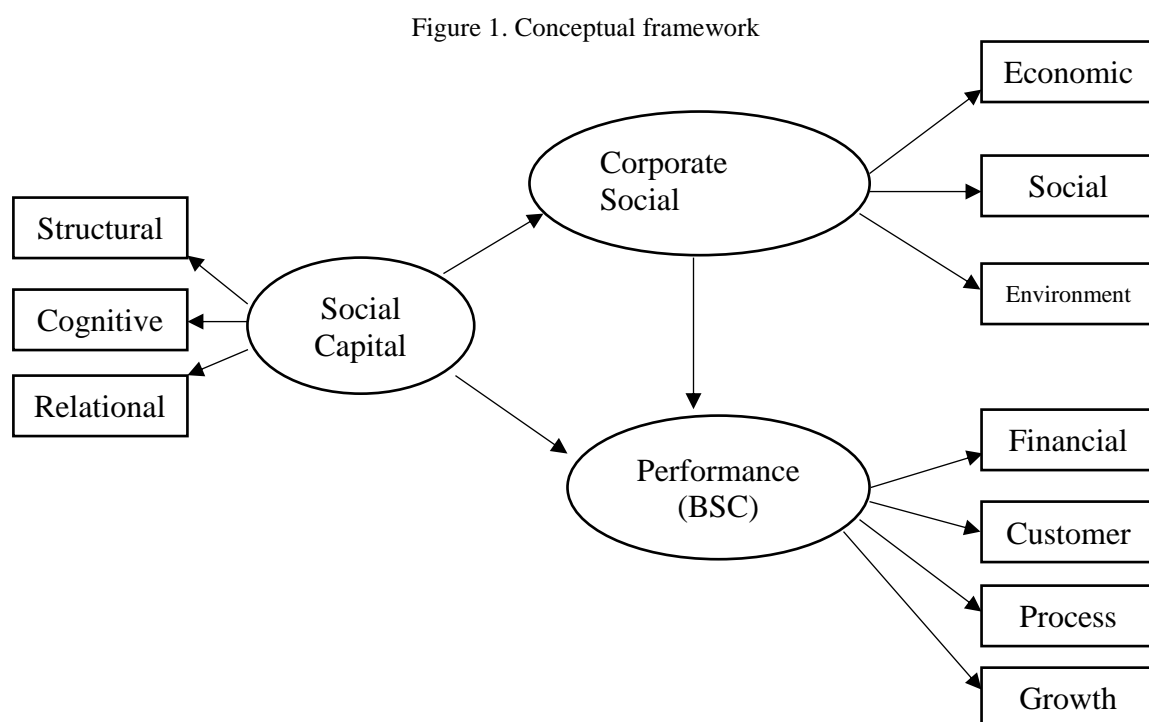 Figure 1. Conceptual framework
Economic
Corporate
Social
Social
Structural
Cognitive
Relational
Social
Capital
Environment
Performance
(BSC)
Financial
Customer
Process
Growth